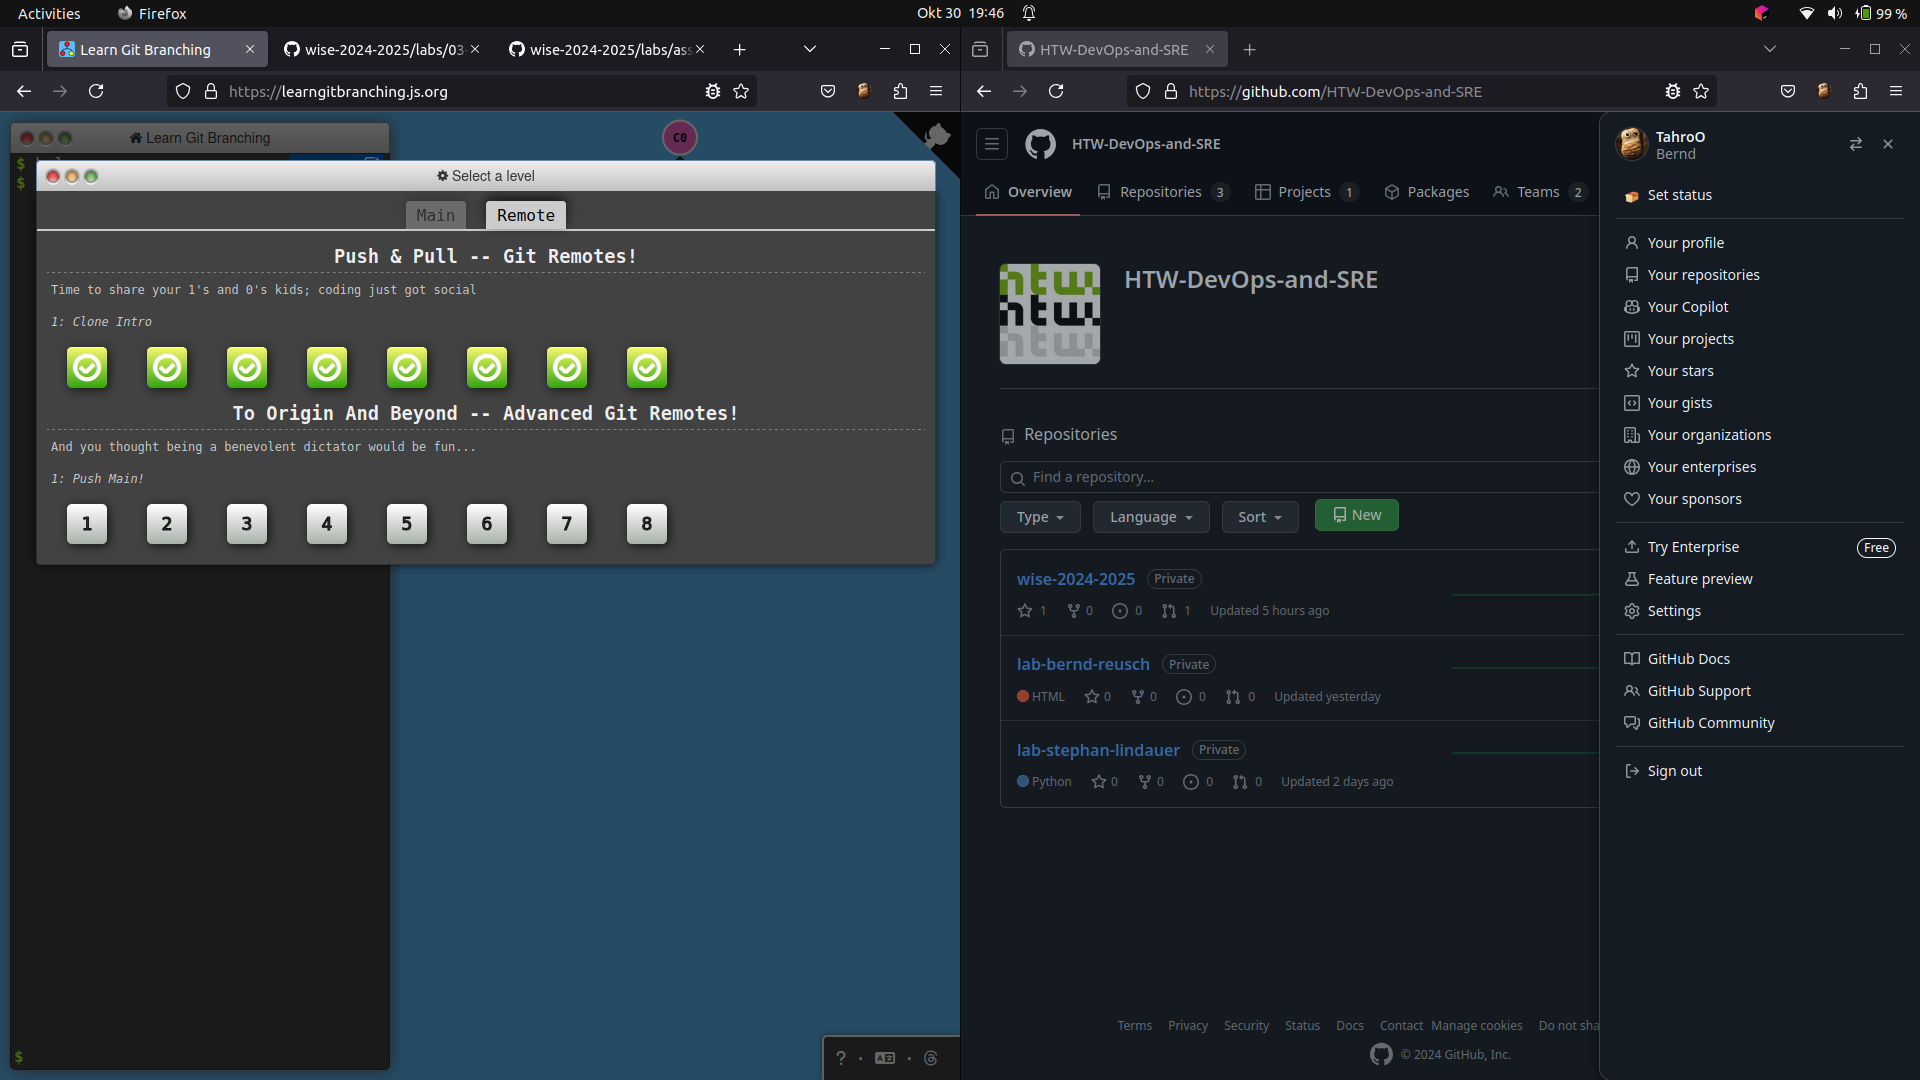 Activities Firefox Okt 30 19:46 99 %
Learn Git Branching wise-2024-2025/labs/03 wise-2024-2025/labs/ass
https://learngitbranching.js.org
Learn Git Branching
C0
$
$
Select a level
Main Remote
Push & Pull -- Git Remotes!
Time to share your 1's and 0's kids; coding just got social
1: Clone Intro
To Origin And Beyond -- Advanced Git Remotes!
And you thought being a benevolent dictator would be fun...
1: Push Main!
1 2 3 4 5 6 7 8
$
? · A · 
HTW-DevOps-and-SRE
https://github.com/HTW-DevOps-and-SRE
HTW-DevOps-and-SRE
Overview Repositories 3 Projects 1 Packages Teams 2
htw.
htw.
htw.
HTW-DevOps-and-SRE
Repositories
Find a repository...
Type Language Sort New
wise-2024-2025 Private
1 0 0 1 Updated 5 hours ago
lab-bernd-reusch Private
HTML 0 0 0 0 Updated yesterday
lab-stephan-lindauer Private
Python 0 0 0 0 Updated 2 days ago
Terms Privacy Security Status Docs Contact Manage cookies Do not sha
© 2024 GitHub, Inc.
TahroO
Bernd
Set status
Your profile
Your repositories
Your Copilot
Your projects
Your stars
Your gists
Your organizations
Your enterprises
Your sponsors
Try Enterprise Free
Feature preview
Settings
GitHub Docs
GitHub Support
GitHub Community
Sign out